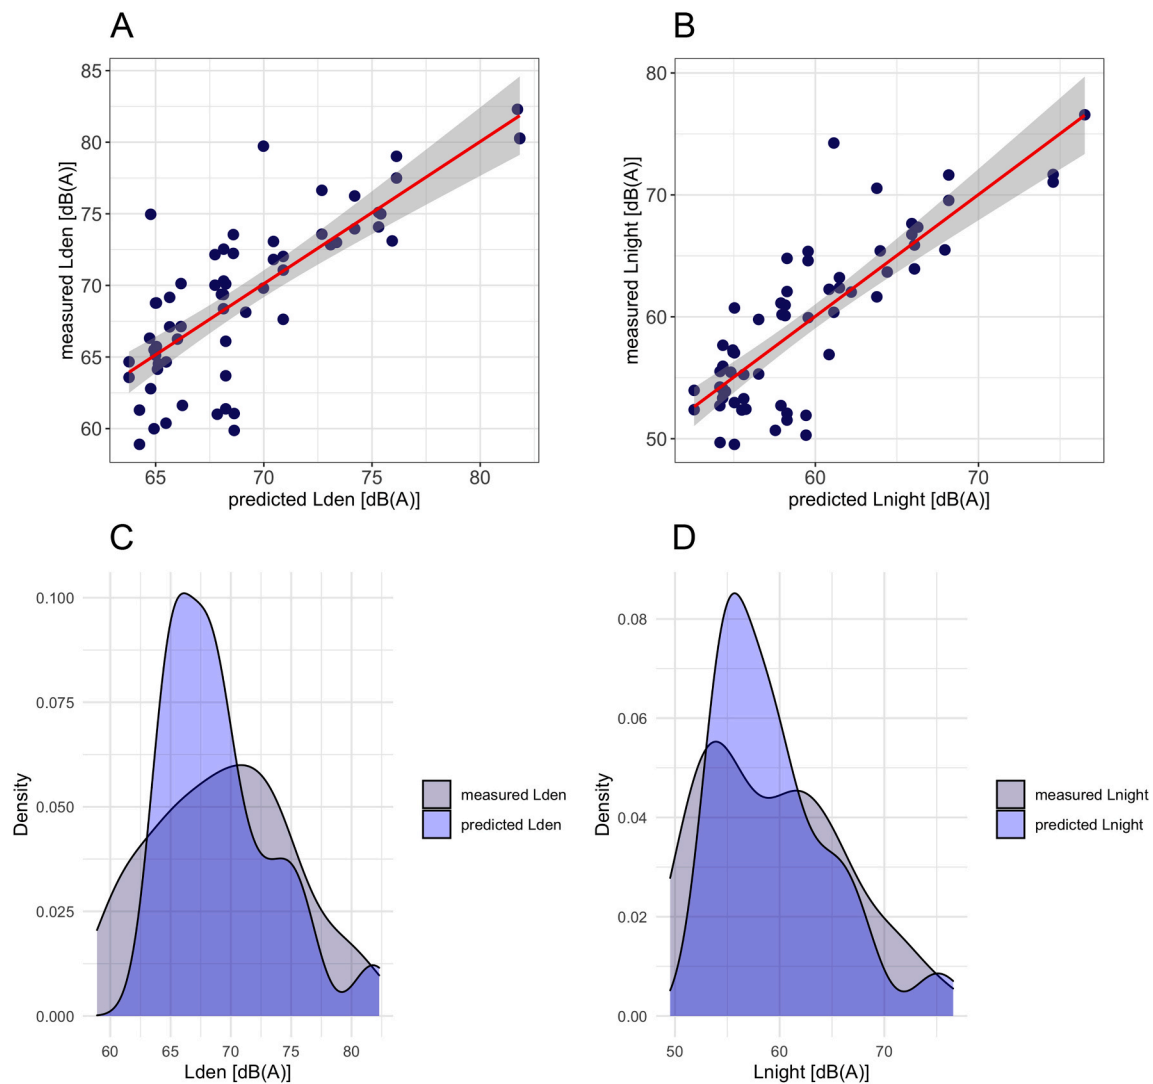 A
85
80
75
70
65
60
measured Lden [dB(A)]
65 70 75 80
predicted Lden [dB(A)]
B
80
70
60
50
measured Lnight [dB(A)]
60 70
predicted Lnight [dB(A)]
C
0.100
0.075
0.050
0.025
0.000
Density
60 65 70 75 80
Lden [dB(A)]
measured Lden
predicted Lden
D
0.08
0.06
0.04
0.02
0.00
Density
50 60 70
Lnight [dB(A)]
measured Lnight
predicted Lnight